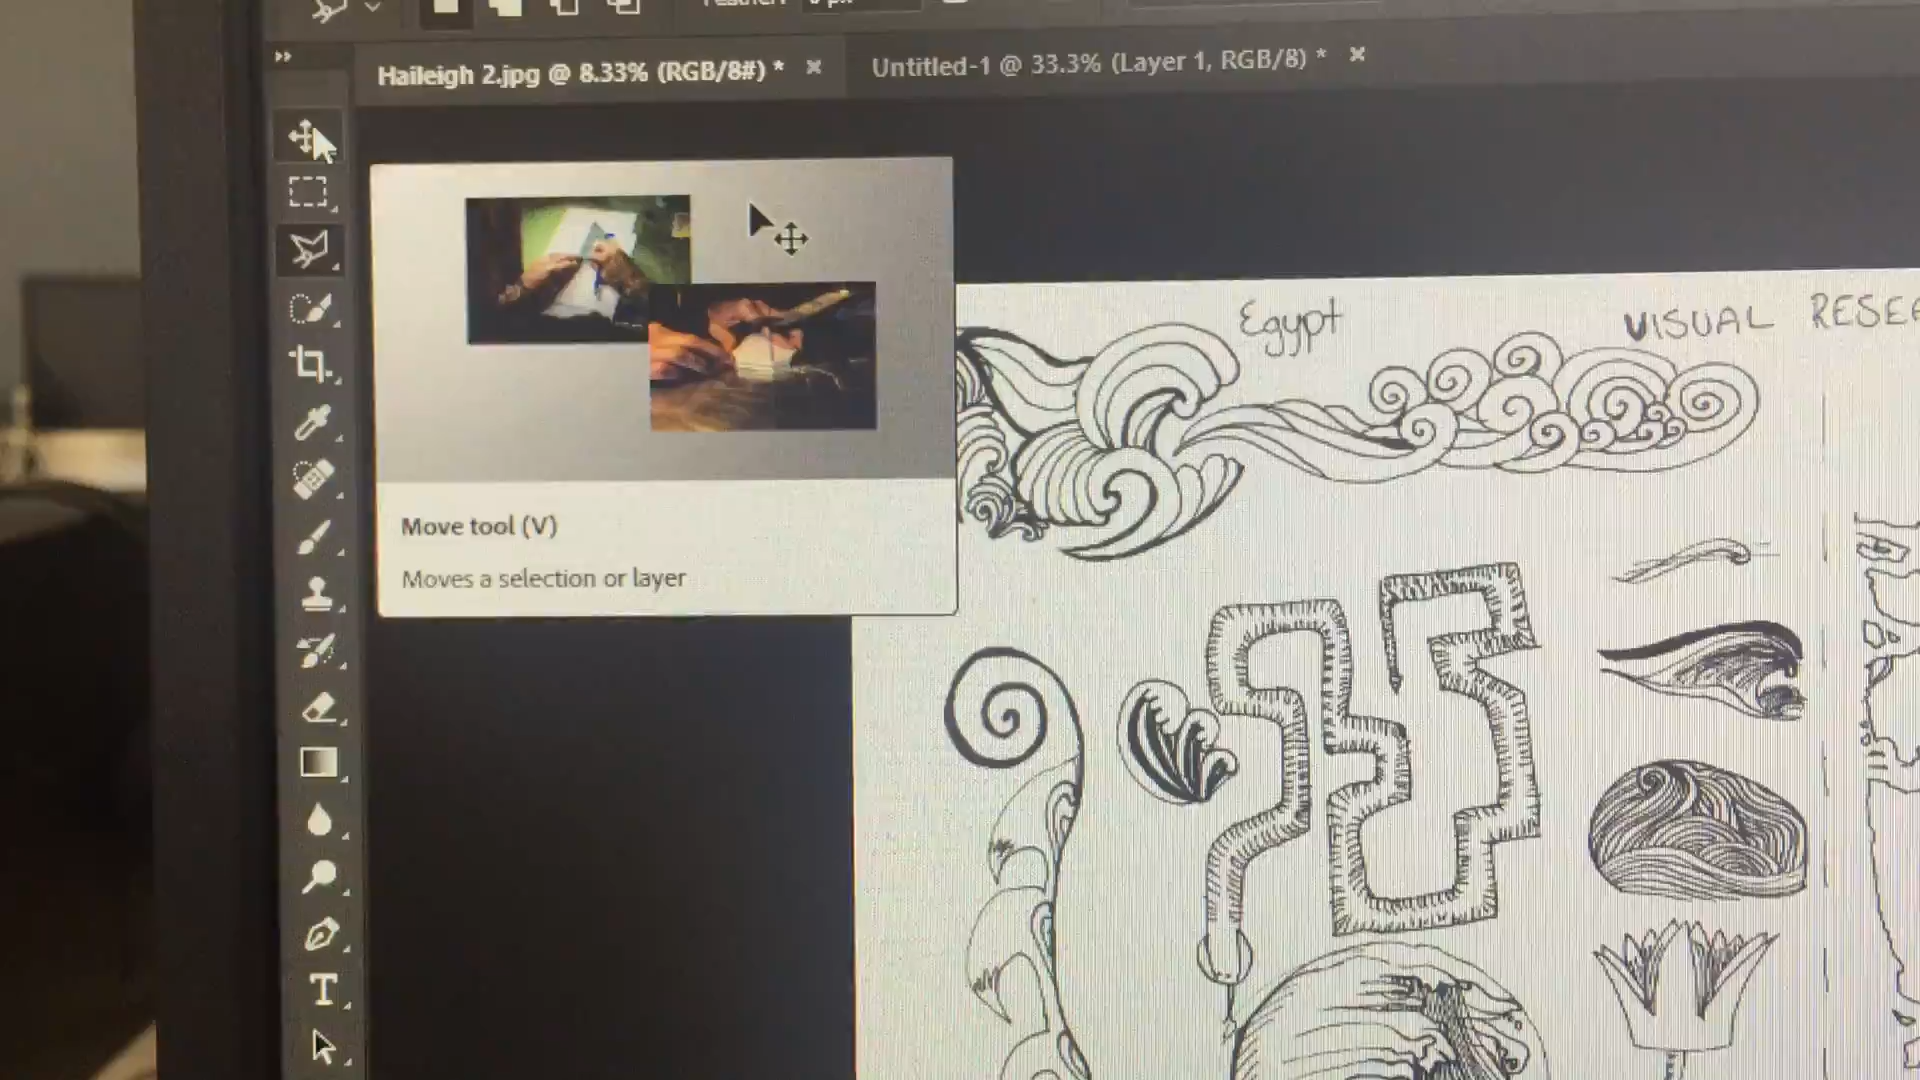 Haileigh 2.jpg @ 8.33% (RGB/8#) *
Untitled-1 @ 33.3% (Layer 1, RGB/8) *
Egypt
VISUAL
Move tool (V)
Moves a selection or layer
T